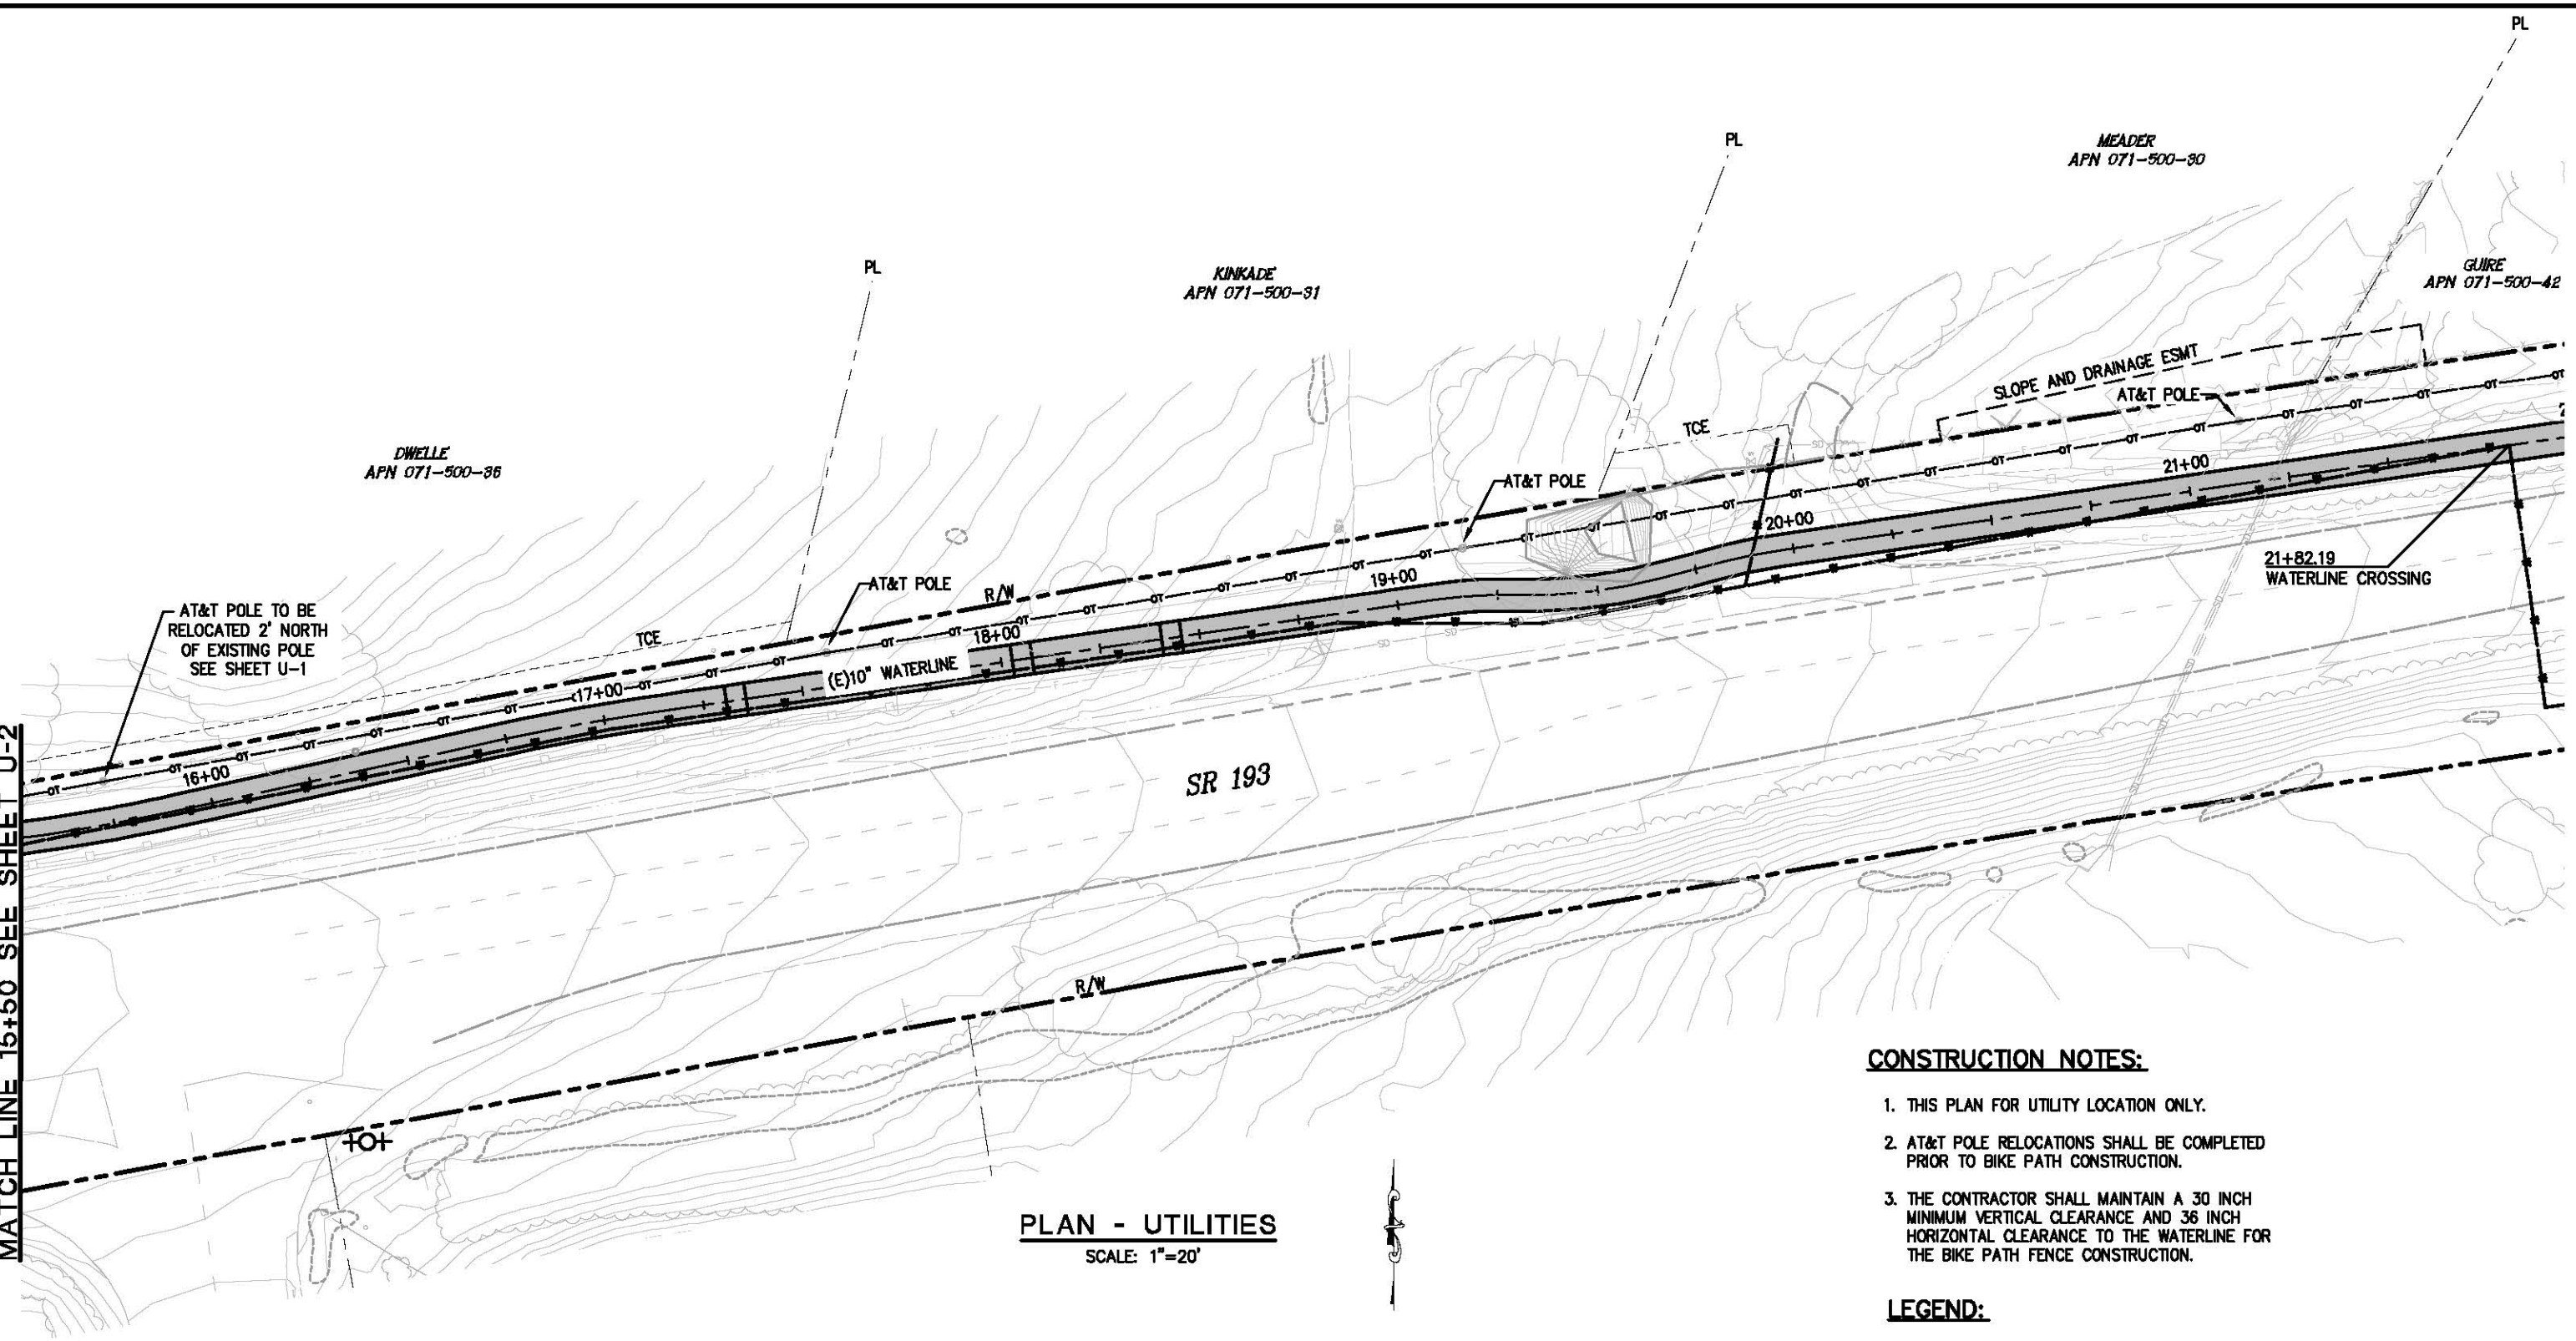 PL
PL
MEADER
APN 071-500-30
PL
KINKADE
APN 071-500-31
GUIRE
APN 071-500-42
SLOPE AND DRAINAGE ESMT
AT&T POLE
DWELLE
APN 071-500-36
TCE
AT&T POLE
21+00
20+00
21+82.19
WATERLINE CROSSING
AT&T POLE
19+00
R/W
AT&T POLE TO BE
RELOCATED 2' NORTH
OF EXISTING POLE
SEE SHEET U-1
TCE
18+00
(E)10" WATERLINE
17+00
16+00
SR 193
MATCH LINE 15+50 SEE SHEET U-2
R/W
PLAN - UTILITIES
SCALE: 1"=20'
CONSTRUCTION NOTES:
1. THIS PLAN FOR UTILITY LOCATION ONLY.
2. AT&T POLE RELOCATIONS SHALL BE COMPLETED
PRIOR TO BIKE PATH CONSTRUCTION.
3. THE CONTRACTOR SHALL MAINTAIN A 30 INCH
MINIMUM VERTICAL CLEARANCE AND 36 INCH
HORIZONTAL CLEARANCE TO THE WATERLINE FOR
THE BIKE PATH FENCE CONSTRUCTION.
LEGEND: